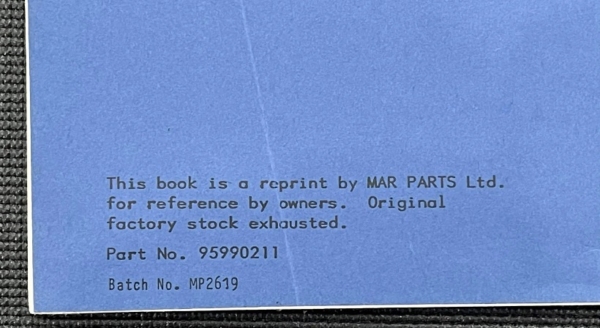 This book is a reprint by MAR PARTS Ltd.
for reference by owners. Original
factory stock exhausted.
Part No. 95990211
Batch No. MP2619